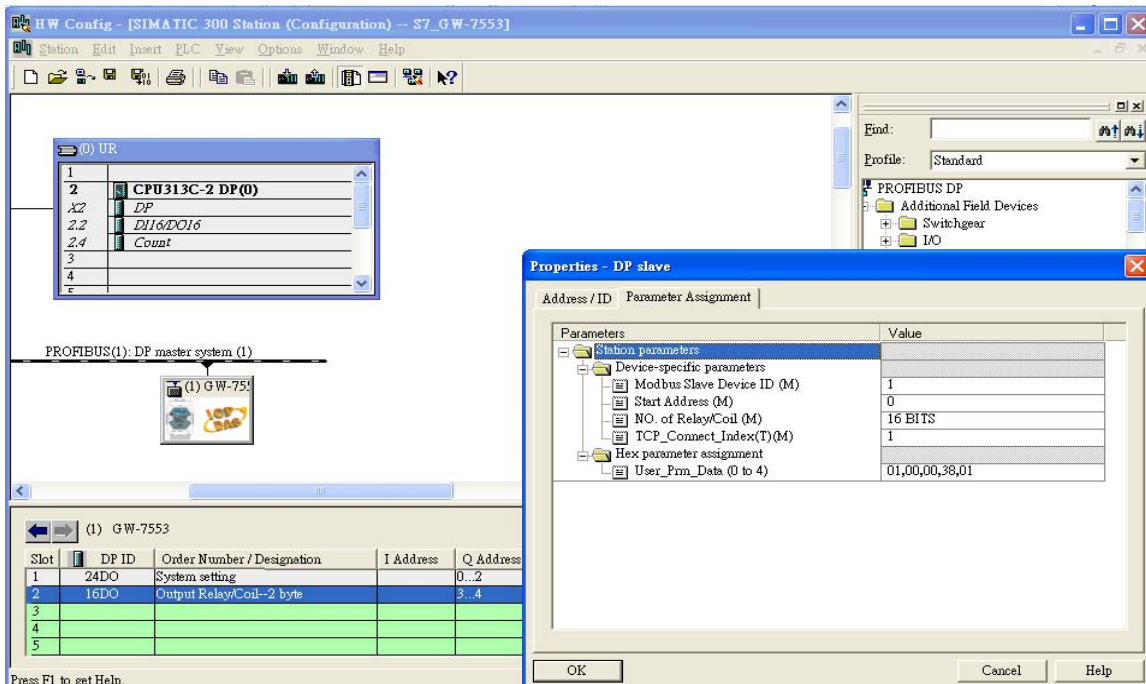 HW Config - [SIMATIC 300 Station (Configuration) -- S7_GW-7553]
Station Edit Insert PLC View Options Window Help
(0) UR
1
2 CPU313C-2 DP(0)
X2 DP
2.2 DI16/DO16
2.4 Count
3
4
5
Find:
Profile: Standard
PROFIBUS DP
Additional Field Devices
Switchgear
I/O
PROFIBUS(1): DP master system (1)
(1) GW-755
ICP DAS
Properties - DP slave
Address / ID Parameter Assignment
Parameters Value
Station parameters
Device-specific parameters
Modbus Slave Device ID (M) 1
Start Address (M) 0
NO. of Relay/Coil (M) 16 BITS
TCP_Connect_Index(T)(M) 1
Hex parameter assignment
User_Prm_Data (0 to 4) 01,00,00,38,01
OK Cancel Help
(1) GW-7553
Slot DP ID Order Number / Designation I Address Q Address
1 24DO System setting 0...2
2 16DO Output Relay/Coil--2 byte 3...4
3
4
5
Press F1 to get Help.